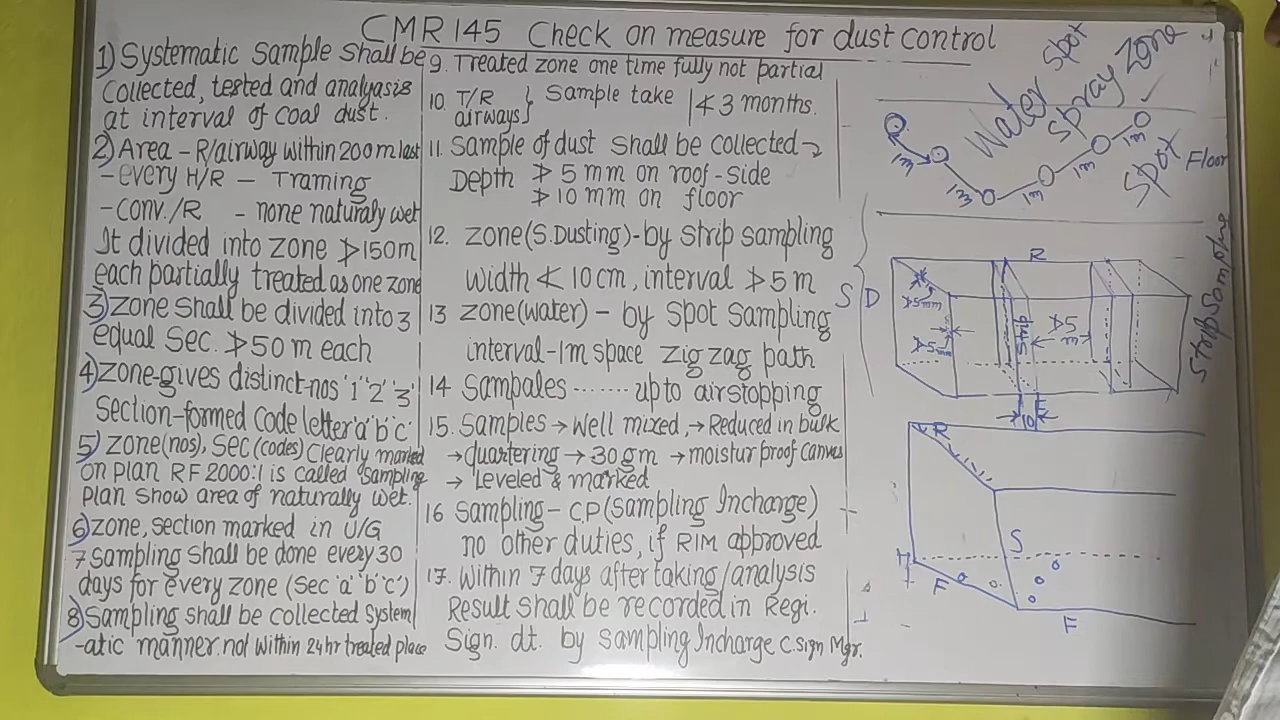 CMR 145 Check on measure for dust control
1) Systematic Sample Shall be
Collected, tested and analyasis
at interval of coal dust.
2) Area - R/airway within 200m last
- every H/R - Traming
- conv./R - none naturaly wet
It divided into zone ≯150m
each partially treated as one zone
3) zone shall be divided into 3
equal Sec. ≯50m each
4) zone-gives distinct-nos '1' '2' '3'
Section-formed Code letter 'a' 'b' 'c'
5) zone (nos), Sec (codes) clearly marked
on plan RF 2000:1 is called Sampling
plan show area of naturally wet.
6) zone, section marked in U/G
7 Sampling shall be done every 30
days for every zone (Sec 'a' 'b' 'c')
8) Sampling shall be collected System
-atic manner. not within 24hr treated place
9. Treated zone one time fully not partial
10. T/R
airways } Sample take | ≮ 3 months.
11. Sample of dust Shall be collected →
Depth ≯ 5 mm on roof-side
≯ 10 mm on floor
12. zone (S. Dusting) - by Strip Sampling
width ≮ 10 cm, interval ≯ 5 m
13 zone (water) - by Spot Sampling
interval-1m space zig zag path
14 Sampales ........ up to airstopping
15. Samples → Well mixed, → Reduced in bulk
→ quartering → 30 gm → moistur proof canvas
→ Leveled & marked
16 Sampling - C.P (Sampling Incharge)
no other duties, if RIM approved
17. Within 7 days after taking/analysis
Result shall be recorded in Regi.
Sign. dt. by Sampling Incharge C. Sign Mgr.
Water Spot
Spray Zone
Spot
Floor
1m
1m
1m
1m
1m
S D
R
≯5mm
≯5mm
Strip
≯5
m
10
F
Strip Sampling
R
S
F
F